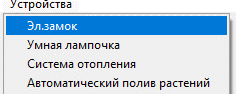 Устройства
Эл.замок
Умная лампочка
Система отопления
Автоматический полив растений